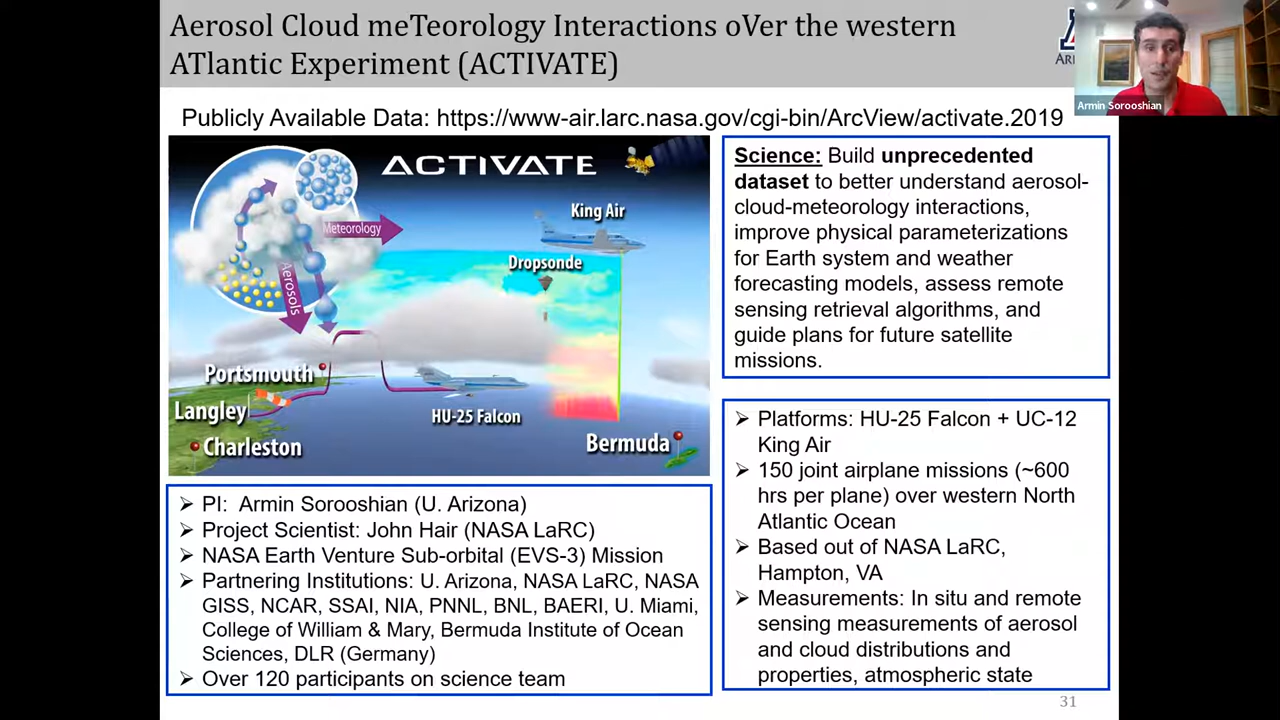 Aerosol Cloud meTeorology Interactions oVer the western
ATlantic Experiment (ACTIVATE)
Armin Sorooshian
Publicly Available Data: https://www-air.larc.nasa.gov/cgi-bin/ArcView/activate.2019
ACTIVATE
King Air
Meteorology
Dropsonde
Aerosols
Portsmouth
Langley
HU-25 Falcon
Charleston
Bermuda
Science: Build unprecedented
dataset to better understand aerosol-
cloud-meteorology interactions,
improve physical parameterizations
for Earth system and weather
forecasting models, assess remote
sensing retrieval algorithms, and
guide plans for future satellite
missions.
➢ PI: Armin Sorooshian (U. Arizona)
➢ Project Scientist: John Hair (NASA LaRC)
➢ NASA Earth Venture Sub-orbital (EVS-3) Mission
➢ Partnering Institutions: U. Arizona, NASA LaRC, NASA
GISS, NCAR, SSAI, NIA, PNNL, BNL, BAERI, U. Miami,
College of William & Mary, Bermuda Institute of Ocean
Sciences, DLR (Germany)
➢ Over 120 participants on science team
➢ Platforms: HU-25 Falcon + UC-12
King Air
➢ 150 joint airplane missions (~600
hrs per plane) over western North
Atlantic Ocean
➢ Based out of NASA LaRC,
Hampton, VA
➢ Measurements: In situ and remote
sensing measurements of aerosol
and cloud distributions and
properties, atmospheric state
31